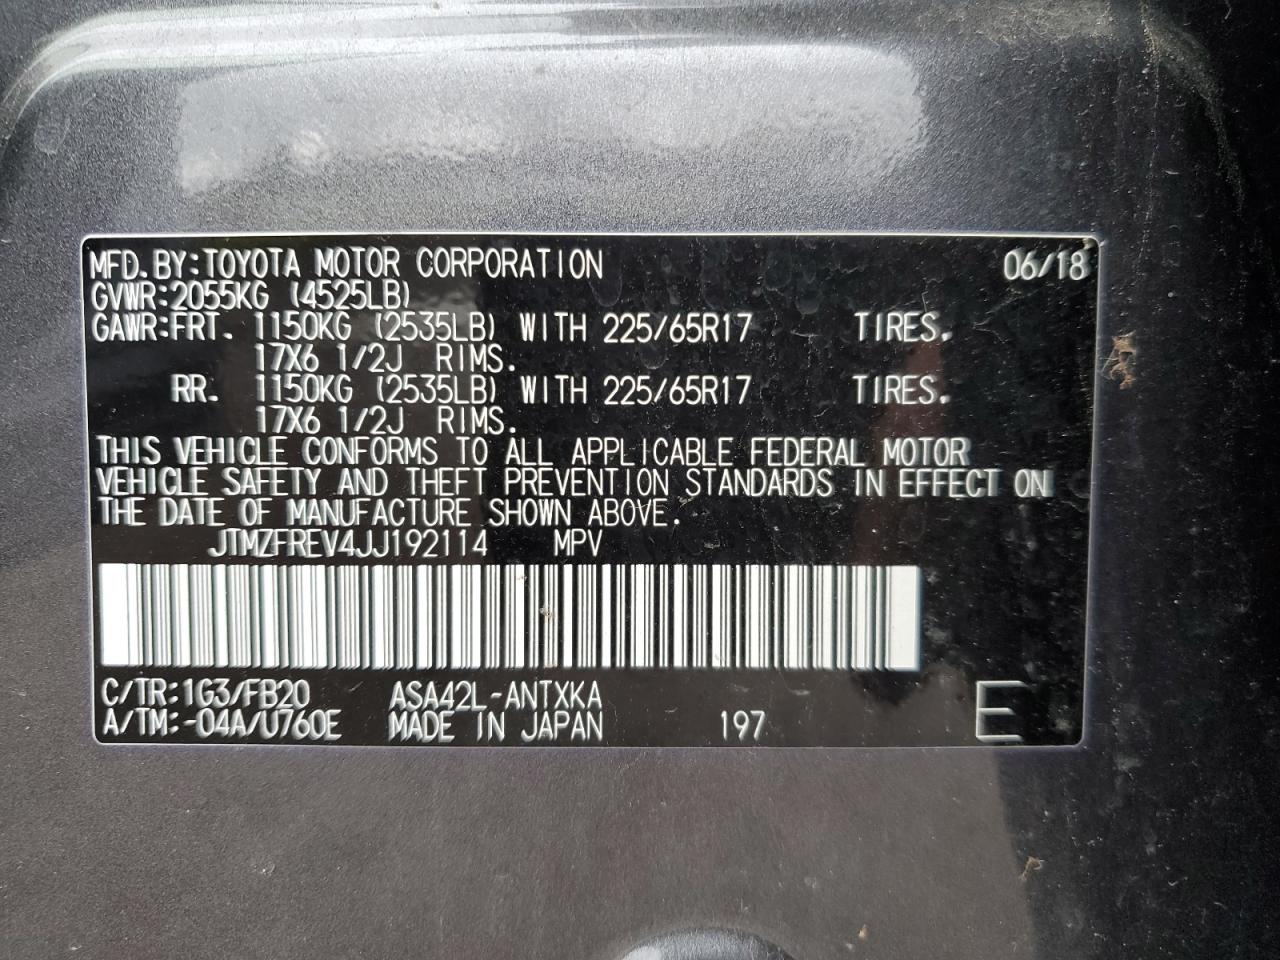 MFD. BY: TOYOTA MOTOR CORPORATION 06/18
GVWR: 2055KG (4525LB)
GAWR: FRT. 1150KG (2535LB) WITH 225/65R17 TIRES.
17X6 1/2J RIMS.
RR. 1150KG (2535LB) WITH 225/65R17 TIRES.
17X6 1/2J RIMS.
THIS VEHICLE CONFORMS TO ALL APPLICABLE FEDERAL MOTOR
VEHICLE SAFETY AND THEFT PREVENTION STANDARDS IN EFFECT ON
THE DATE OF MANUFACTURE SHOWN ABOVE.
JTMZFREV4JJ192114 MPV
C/TR: 1G3/FB20 ASA42L-ANTXKA
A/TM: -04A/U760E MADE IN JAPAN 197 E